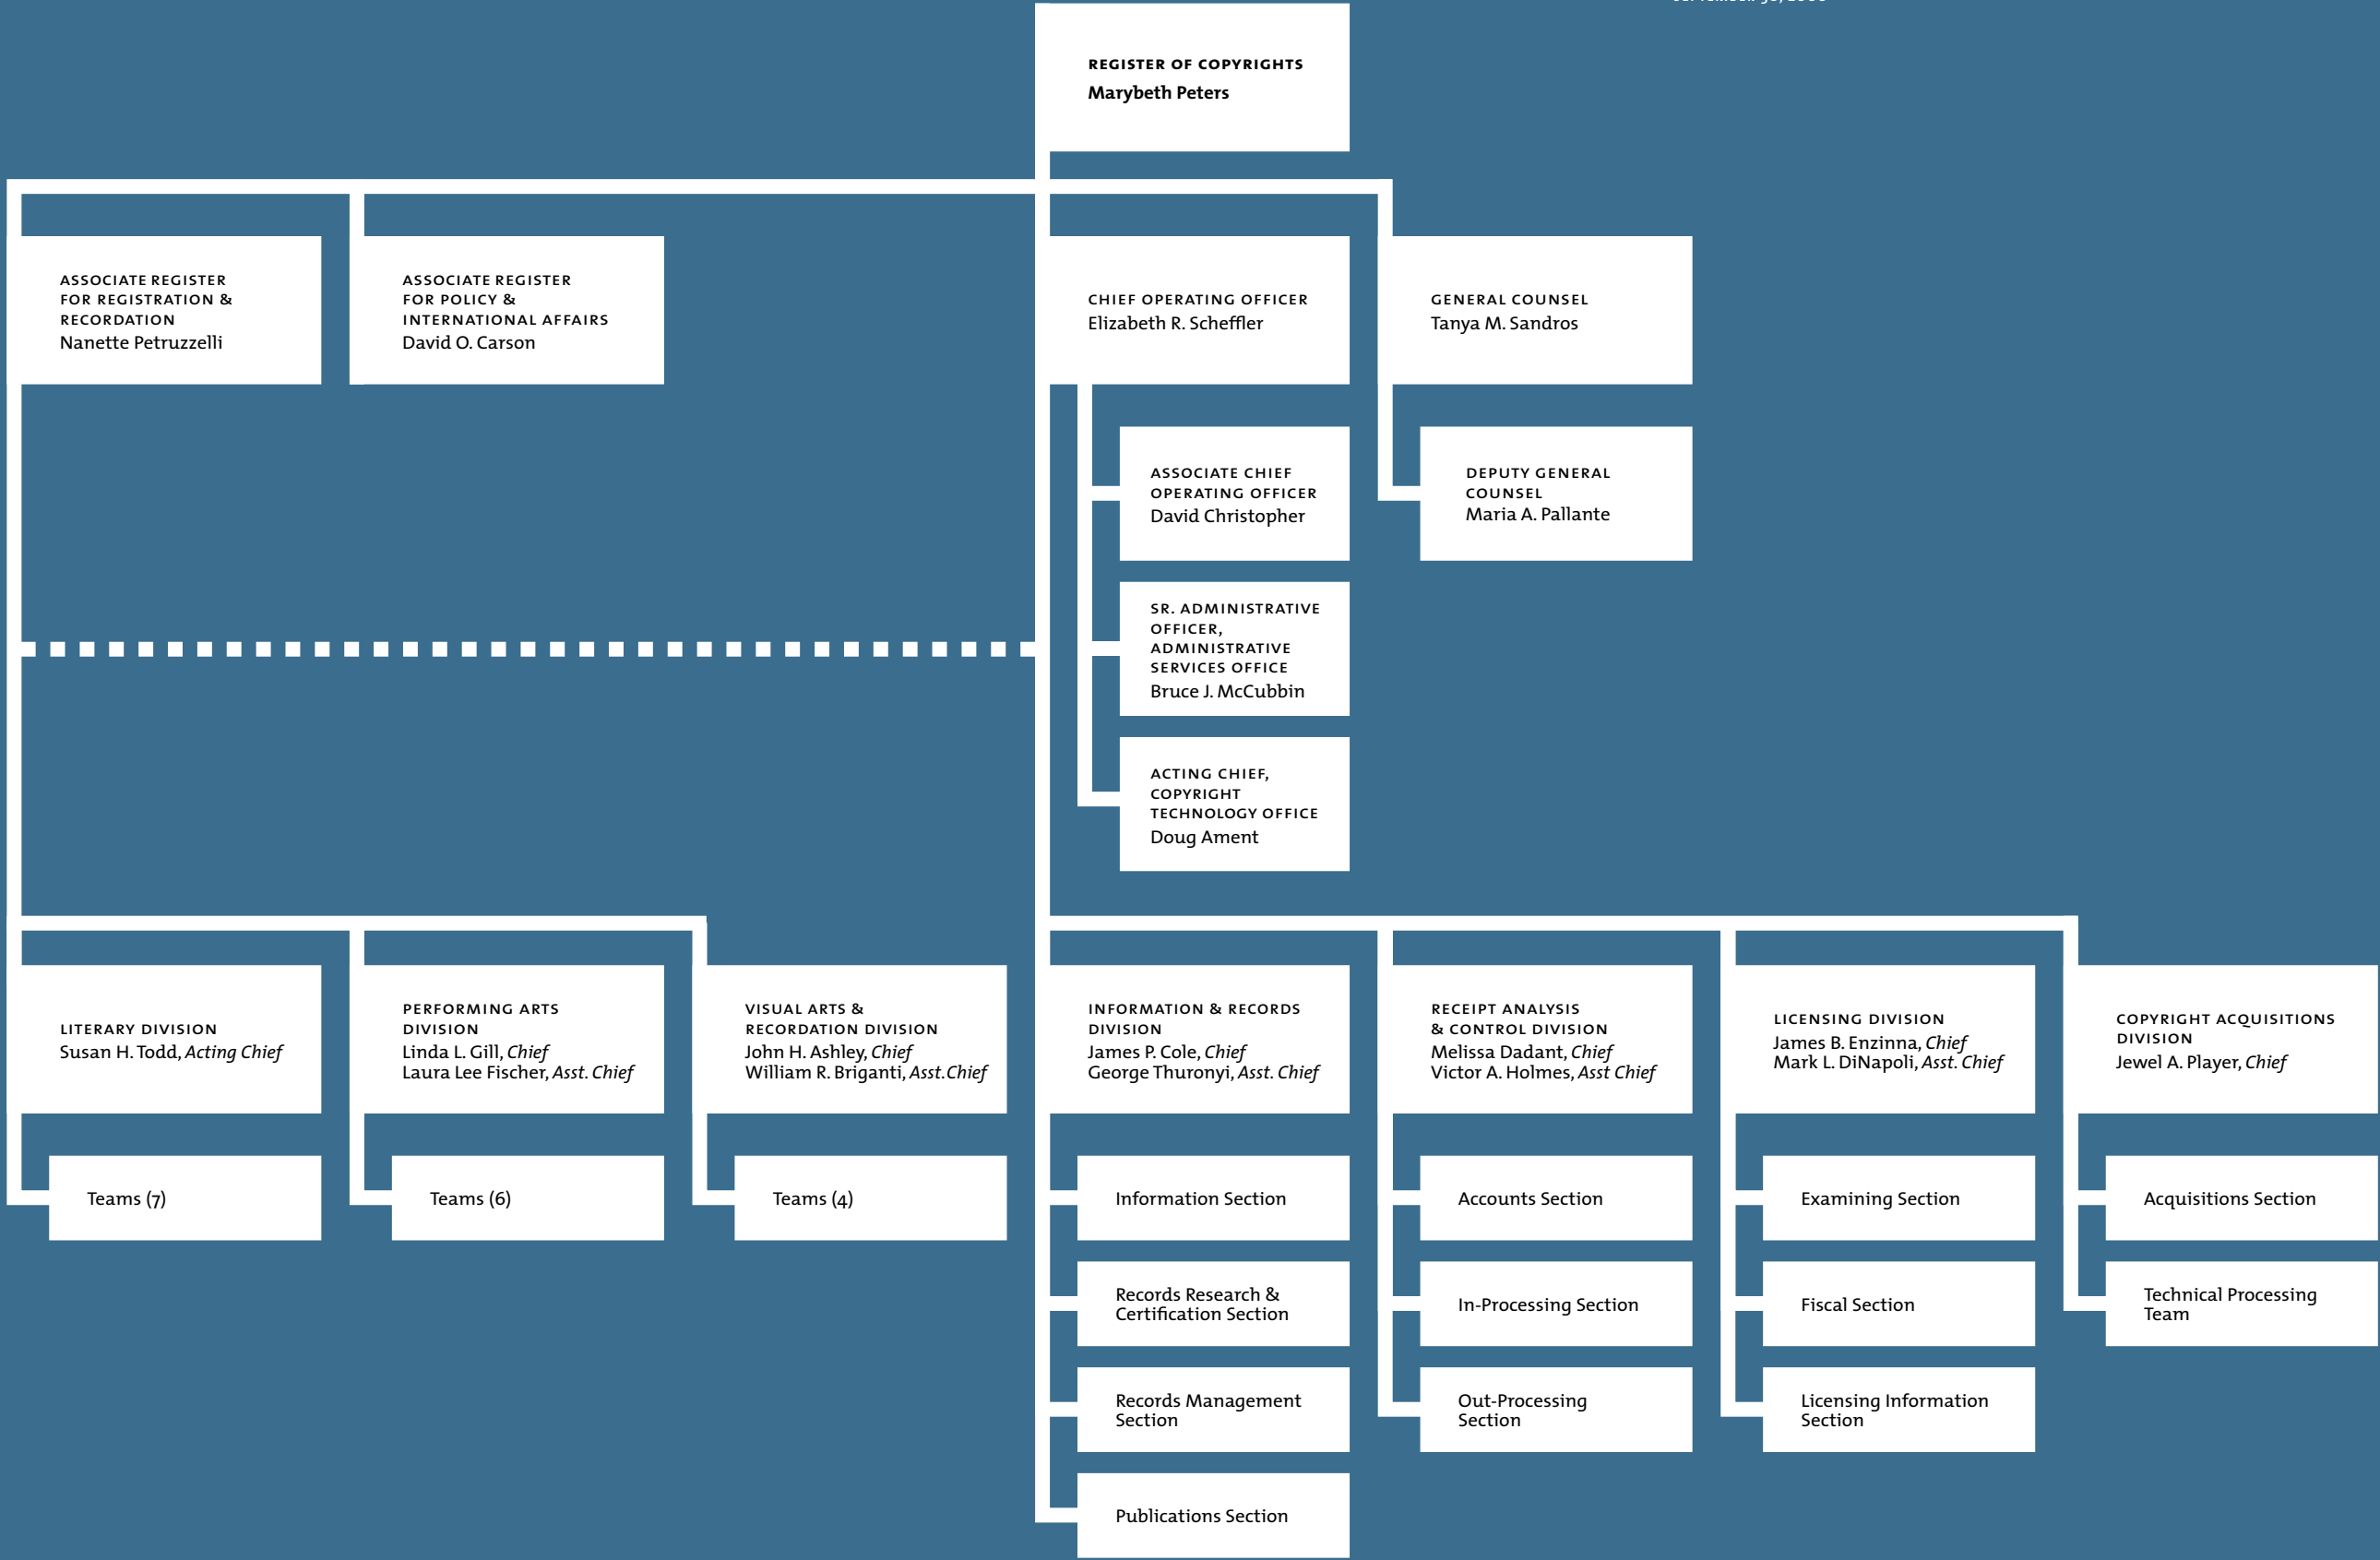 REGISTER OF COPYRIGHTS
Marybeth Peters
ASSOCIATE REGISTER
FOR REGISTRATION &
RECORDATION
Nanette Petruzzelli
ASSOCIATE REGISTER
FOR POLICY &
INTERNATIONAL AFFAIRS
David O. Carson
CHIEF OPERATING OFFICER
Elizabeth R. Scheffler
GENERAL COUNSEL
Tanya M. Sandros
ASSOCIATE CHIEF
OPERATING OFFICER
David Christopher
DEPUTY GENERAL
COUNSEL
Maria A. Pallante
SR. ADMINISTRATIVE
OFFICER,
ADMINISTRATIVE
SERVICES OFFICE
Bruce J. McCubbin
ACTING CHIEF,
COPYRIGHT
TECHNOLOGY OFFICE
Doug Ament
LITERARY DIVISION
Susan H. Todd, Acting Chief
PERFORMING ARTS
DIVISION
Linda L. Gill, Chief
Laura Lee Fischer, Asst. Chief
VISUAL ARTS &
RECORDATION DIVISION
John H. Ashley, Chief
William R. Briganti, Asst.Chief
INFORMATION & RECORDS
DIVISION
James P. Cole, Chief
George Thuronyi, Asst. Chief
RECEIPT ANALYSIS
& CONTROL DIVISION
Melissa Dadant, Chief
Victor A. Holmes, Asst Chief
LICENSING DIVISION
James B. Enzinna, Chief
Mark L. DiNapoli, Asst. Chief
COPYRIGHT ACQUISITIONS
DIVISION
Jewel A. Player, Chief
Teams (7)
Teams (6)
Teams (4)
Information Section
Records Research &
Certification Section
Records Management
Section
Publications Section
Accounts Section
In-Processing Section
Out-Processing
Section
Examining Section
Fiscal Section
Licensing Information
Section
Acquisitions Section
Technical Processing
Team